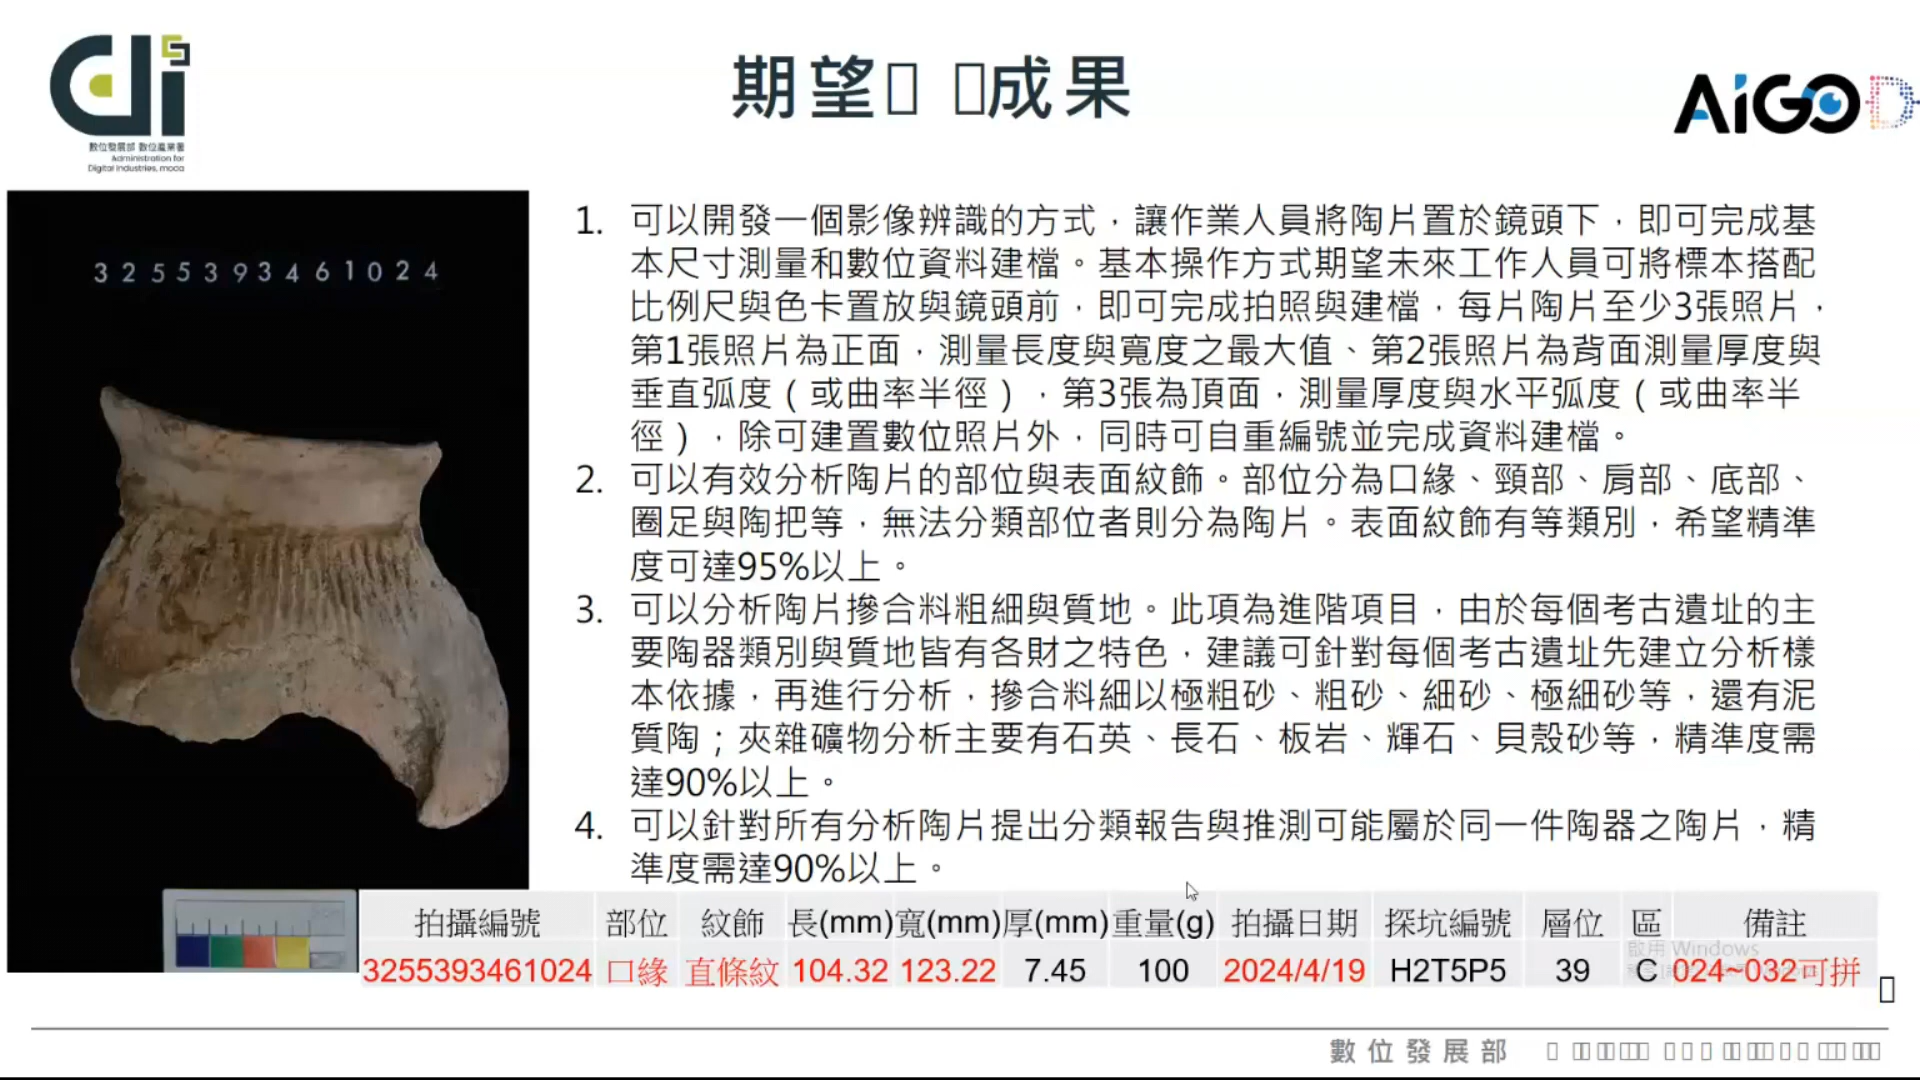 數位發展部 數位產業署
Administration for
Digital Industries, moda
期望 成果
AiGO
3255393461024
1. 可以開發一個影像辨識的方式，讓作業人員將陶片置於鏡頭下，即可完成基
本尺寸測量和數位資料建檔。基本操作方式期望未來工作人員可將標本搭配
比例尺與色卡置放與鏡頭前，即可完成拍照與建檔，每片陶片至少3張照片，
第1張照片為正面，測量長度與寬度之最大值、第2張照片為背面測量厚度與
垂直弧度（或曲率半徑），第3張為頂面，測量厚度與水平弧度（或曲率半
徑），除可建置數位照片外，同時可自重編號並完成資料建檔。
2. 可以有效分析陶片的部位與表面紋飾。部位分為口緣、頸部、肩部、底部、
圈足與陶把等，無法分類部位者則分為陶片。表面紋飾有等類別，希望精準
度可達95%以上。
3. 可以分析陶片摻合料粗細與質地。此項為進階項目，由於每個考古遺址的主
要陶器類別與質地皆有各財之特色，建議可針對每個考古遺址先建立分析樣
本依據，再進行分析，摻合料細以極粗砂、粗砂、細砂、極細砂等，還有泥
質陶；夾雜礦物分析主要有石英、長石、板岩、輝石、貝殼砂等，精準度需
達90%以上。
4. 可以針對所有分析陶片提出分類報告與推測可能屬於同一件陶器之陶片，精
準度需達90%以上。
拍攝編號 部位 紋飾 長(mm) 寬(mm) 厚(mm) 重量(g) 拍攝日期 探坑編號 層位 區 備註
啟用 Windows
3255393461024 口緣 直條紋 104.32 123.22 7.45 100 2024/4/19 H2T5P5 39 C 024~032可拼
數位發展部